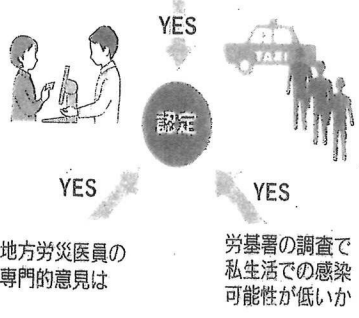 YES
TAXI
認定
YES
YES
地方労災医員の
専門的意見は
労基署の調査で
私生活での感染
可能性が低いか